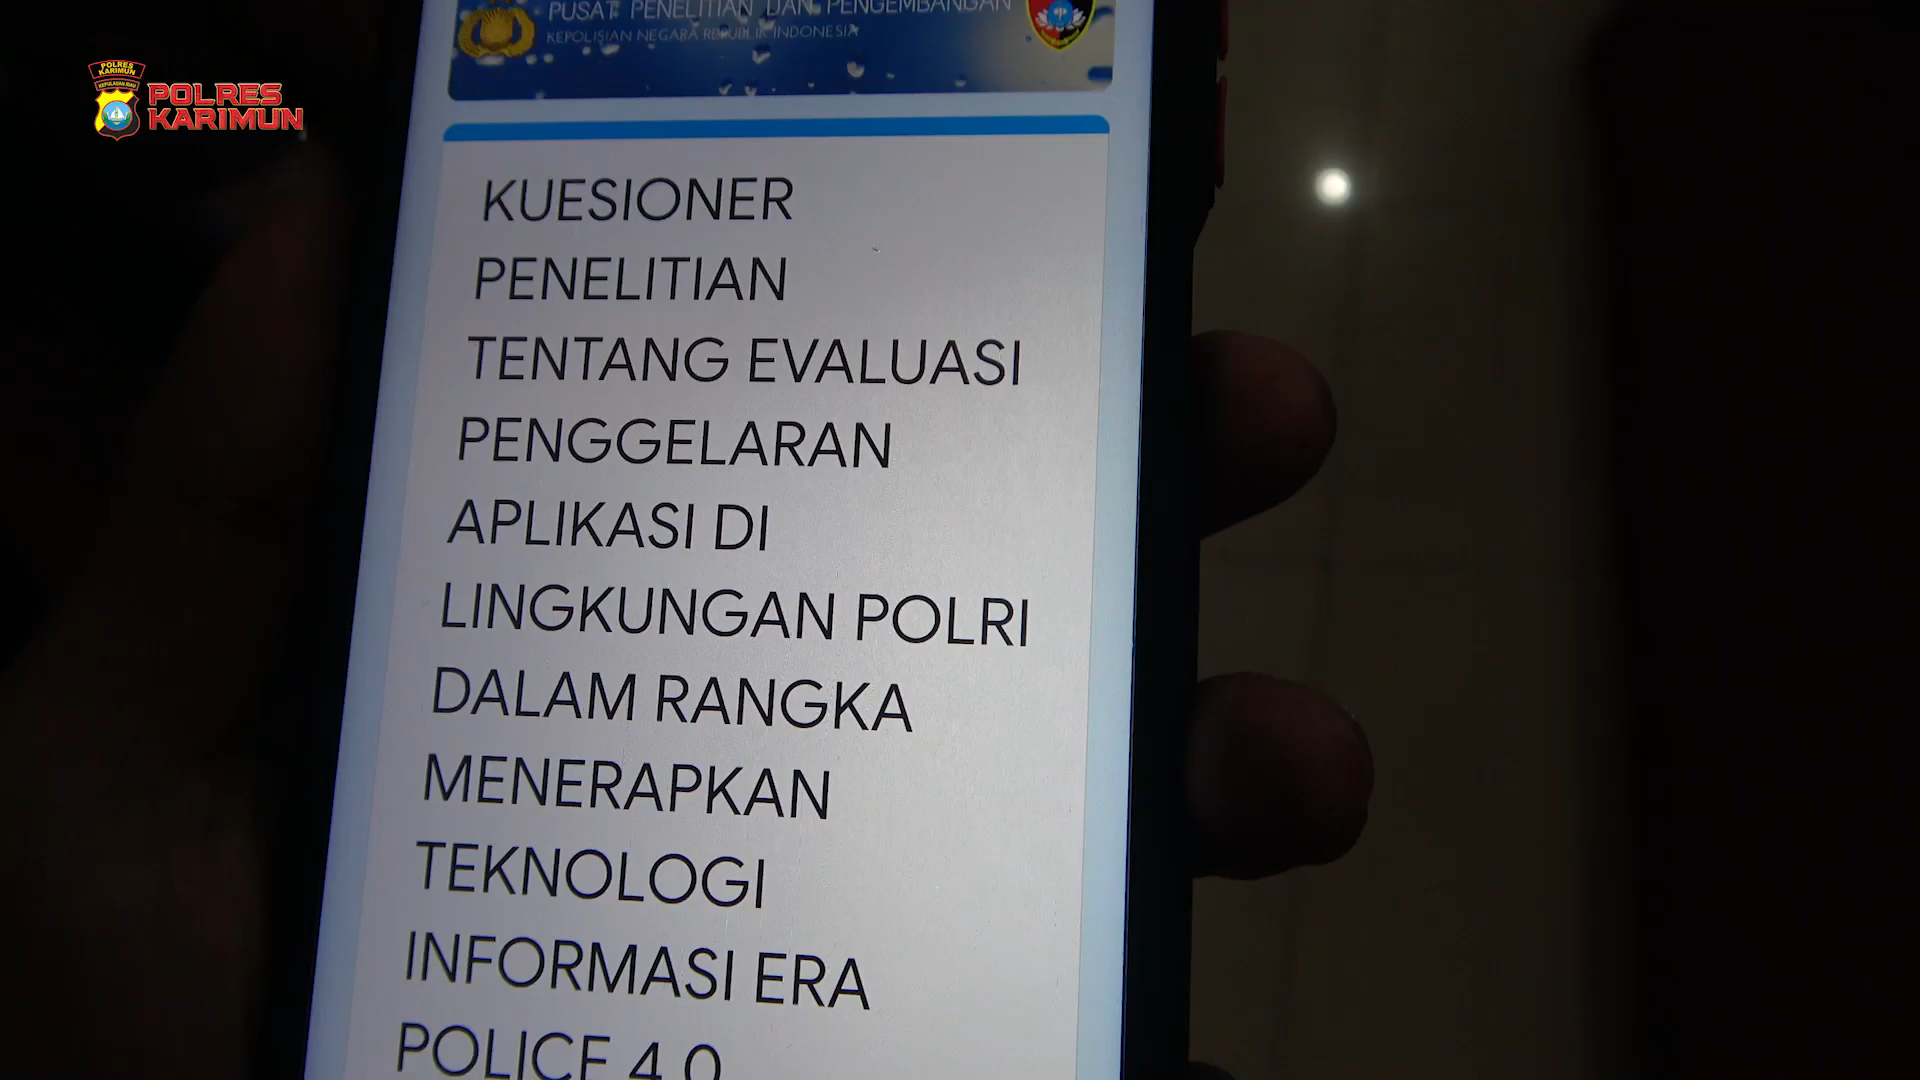 PUSAT PENELITIAN DAN PENGEMBANGAN
KEPOLISIAN NEGARA REPUBLIK INDONESIA
POLRES
KARIMUN
POLRES
KARIMUN
KUESIONER
PENELITIAN
TENTANG EVALUASI
PENGGELARAN
APLIKASI DI
LINGKUNGAN POLRI
DALAM RANGKA
MENERAPKAN
TEKNOLOGI
INFORMASI ERA
POLICE 4.0